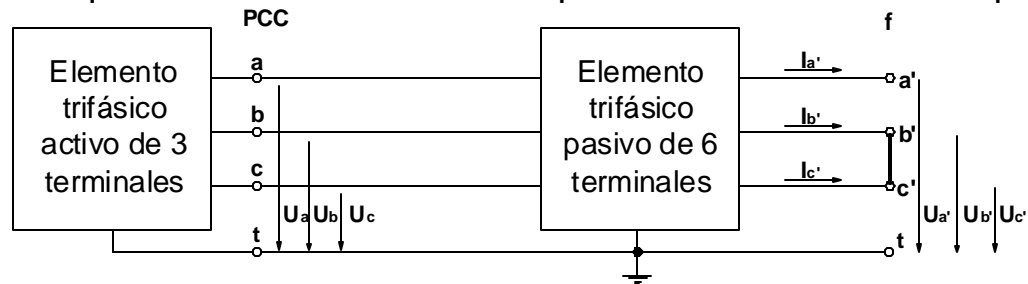 PCC
f
Elemento
trifásico
activo de 3
terminales
a
b
c
t
Ua Ub Uc
Elemento
trifásico
pasivo de 6
terminales
Ia'
Ib'
Ic'
a'
b'
c'
t
Ua' Ub' Uc'